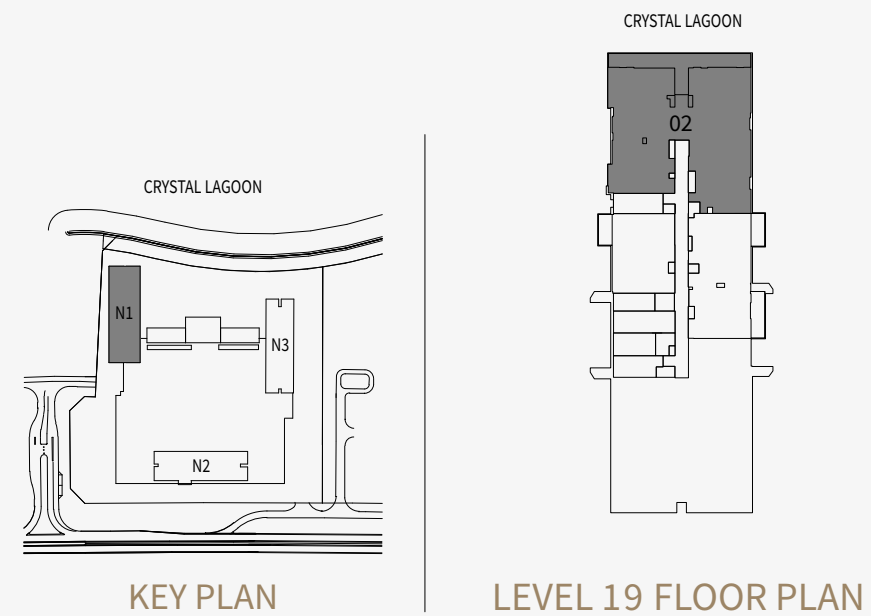 CRYSTAL LAGOON
N1
N3
N2
KEY PLAN
CRYSTAL LAGOON
02
LEVEL 19 FLOOR PLAN